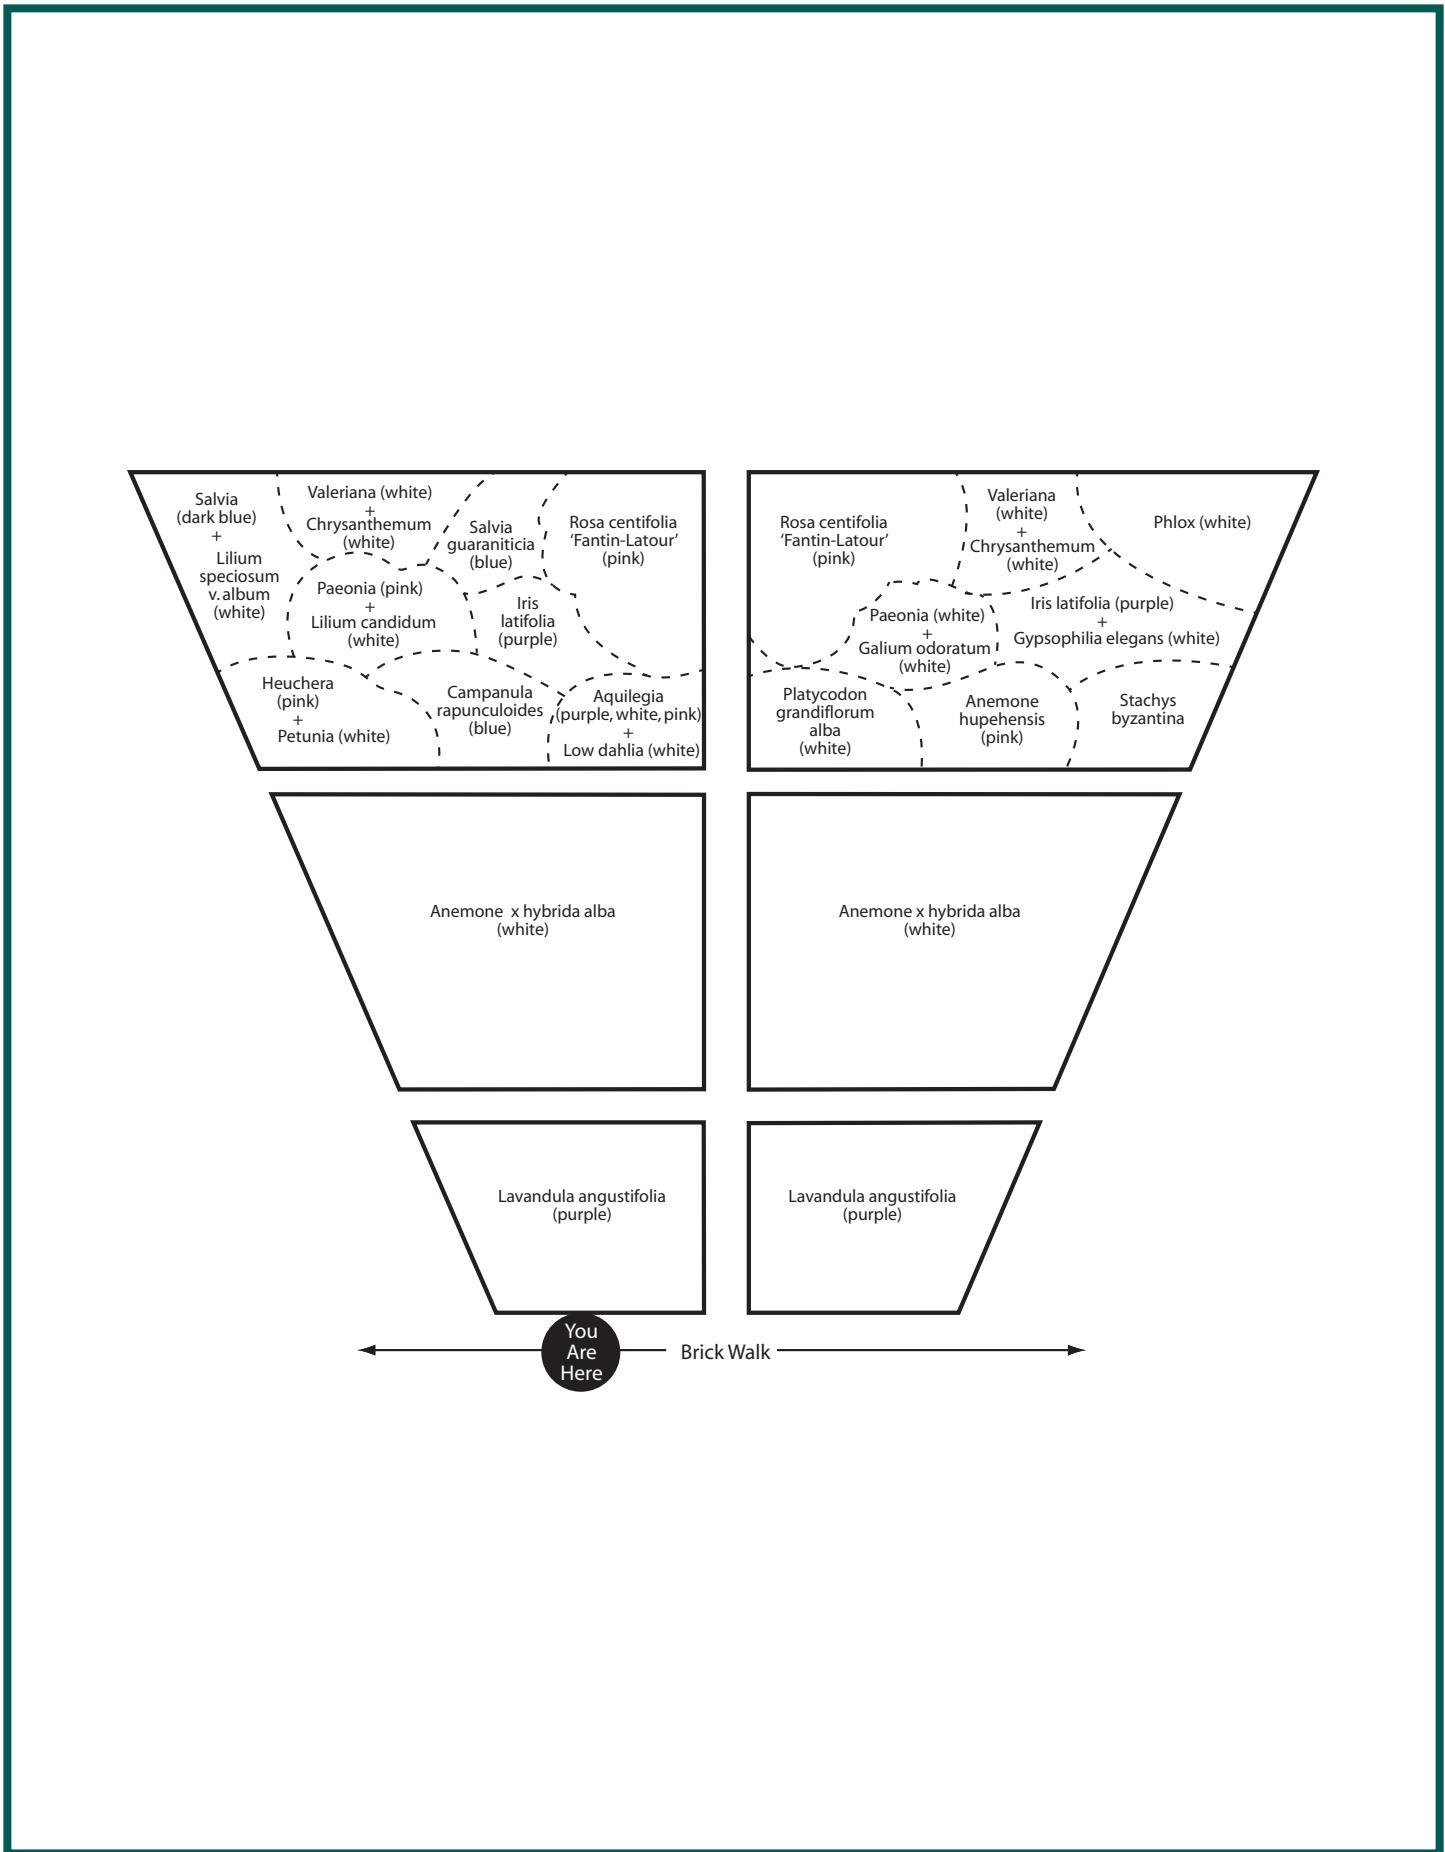 Salvia
(dark blue)
+
Lilium
speciosum
v. album
(white)
Valeriana (white)
+
Chrysanthemum
(white)
Salvia
guaraniticia
(blue)
Rosa centifolia
‘Fantin-Latour’
(pink)
Paeonia (pink)
+
Lilium candidum
(white)
Iris
latifolia
(purple)
Heuchera
(pink)
+
Petunia (white)
Campanula
rapunculoides
(blue)
Aquilegia
(purple, white, pink)
+
Low dahlia (white)
Rosa centifolia
‘Fantin-Latour’
(pink)
Valeriana
(white)
+
Chrysanthemum
(white)
Phlox (white)
Paeonia (white)
+
Galium odoratum
(white)
Iris latifolia (purple)
+
Gypsophilia elegans (white)
Platycodon
grandiflorum
alba
(white)
Anemone
hupehensis
(pink)
Stachys
byzantina
Anemone x hybrida alba
(white)
Anemone x hybrida alba
(white)
Lavandula angustifolia
(purple)
Lavandula angustifolia
(purple)
You
Are
Here
Brick Walk